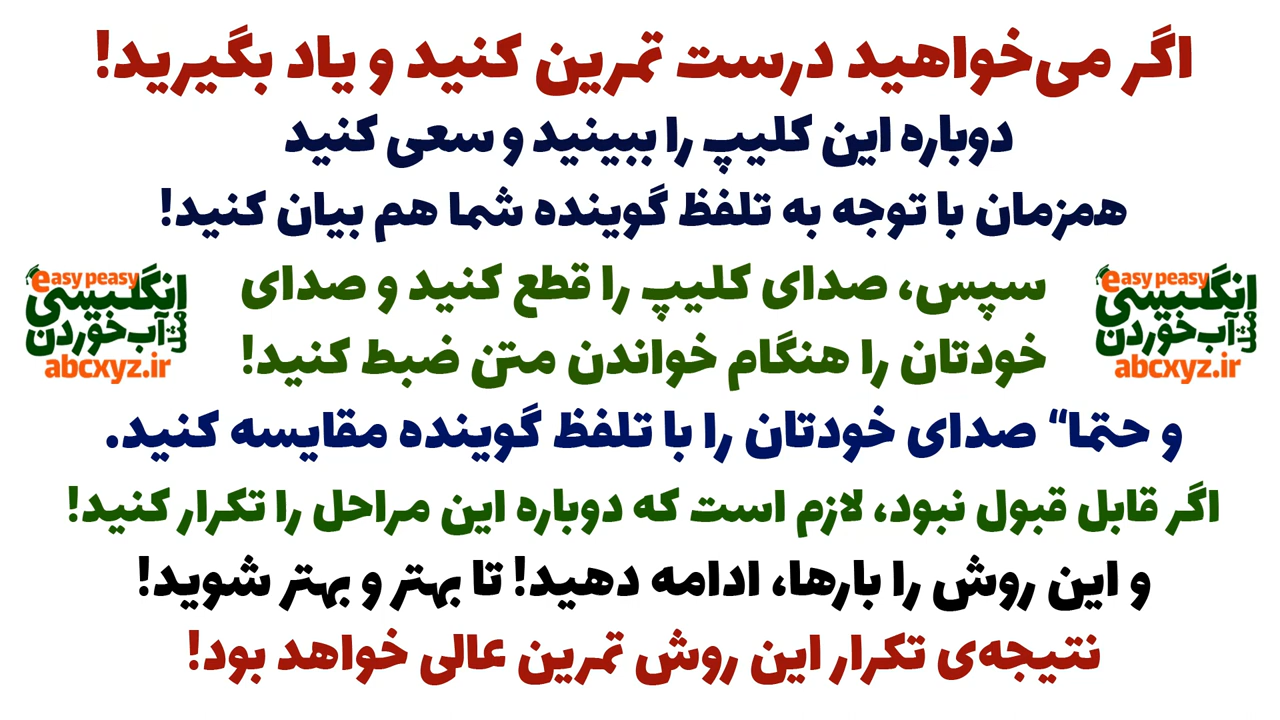 اگر می‌خواهید درست تمرین کنید و یاد بگیرید!
دوباره این کلیپ را ببینید و سعی کنید
همزمان با توجه به تلفظ گوینده شما هم بیان کنید!
سپس، صدای کلیپ را قطع کنید و صدای
خودتان را هنگام خواندن متن ضبط کنید!
easy peasy
انگلیسی
مثل آب خوردن
abcxyz.ir
easy peasy
انگلیسی
مثل آب خوردن
abcxyz.ir
و حتما“ صدای خودتان را با تلفظ گوینده مقایسه کنید.
اگر قابل قبول نبود، لازم است که دوباره این مراحل را تکرار کنید!
و این روش را بارها، ادامه دهید! تا بهتر و بهتر شوید!
نتیجه‌ی تکرار این روش تمرین عالی خواهد بود!